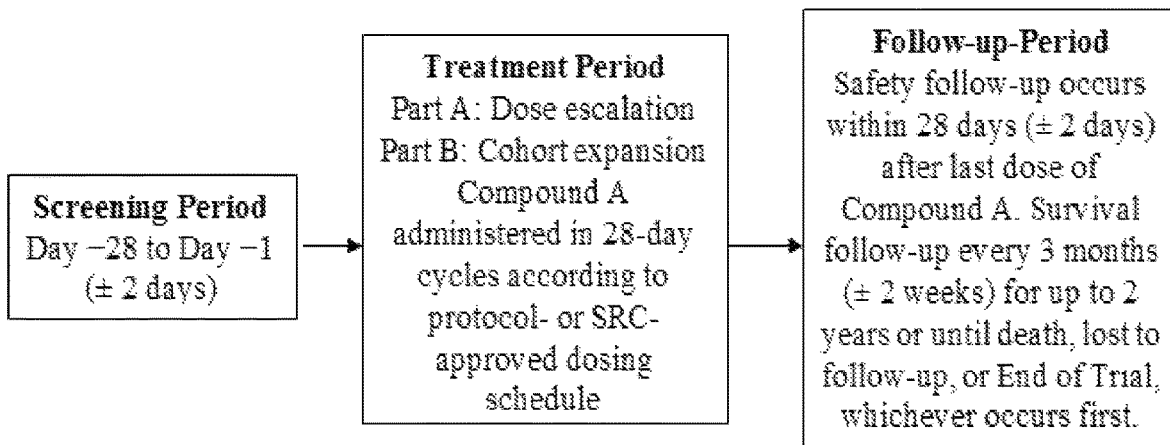 Screening Period
Day −28 to Day −1
(± 2 days)
Treatment Period
Part A: Dose escalation
Part B: Cohort expansion
Compound A
administered in 28-day
cycles according to
protocol- or SRC-
approved dosing
schedule
Follow-up-Period
Safety follow-up occurs
within 28 days (± 2 days)
after last dose of
Compound A. Survival
follow-up every 3 months
(± 2 weeks) for up to 2
years or until death, lost to
follow-up, or End of Trial,
whichever occurs first.